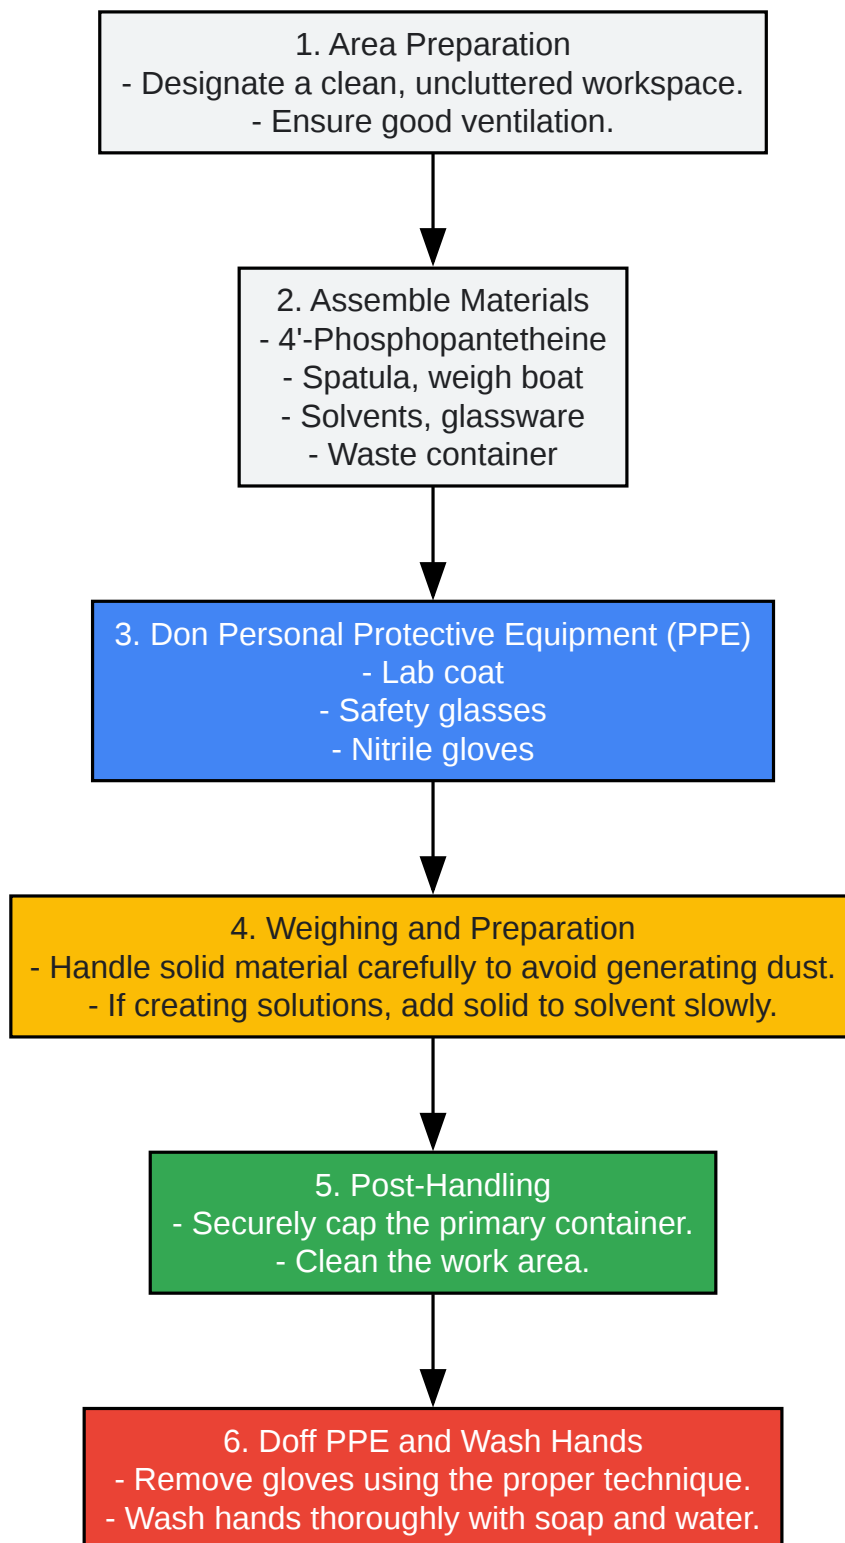 1. Area Preparation
- Designate a clean, uncluttered workspace.
- Ensure good ventilation.
2. Assemble Materials
- 4'-Phosphopantetheine
- Spatula, weigh boat
- Solvents, glassware
- Waste container
3. Don Personal Protective Equipment (PPE)
- Lab coat
- Safety glasses
- Nitrile gloves
4. Weighing and Preparation
- Handle solid material carefully to avoid generating dust.
- If creating solutions, add solid to solvent slowly.
5. Post-Handling
- Securely cap the primary container.
- Clean the work area.
6. Doff PPE and Wash Hands
- Remove gloves using the proper technique.
- Wash hands thoroughly with soap and water.